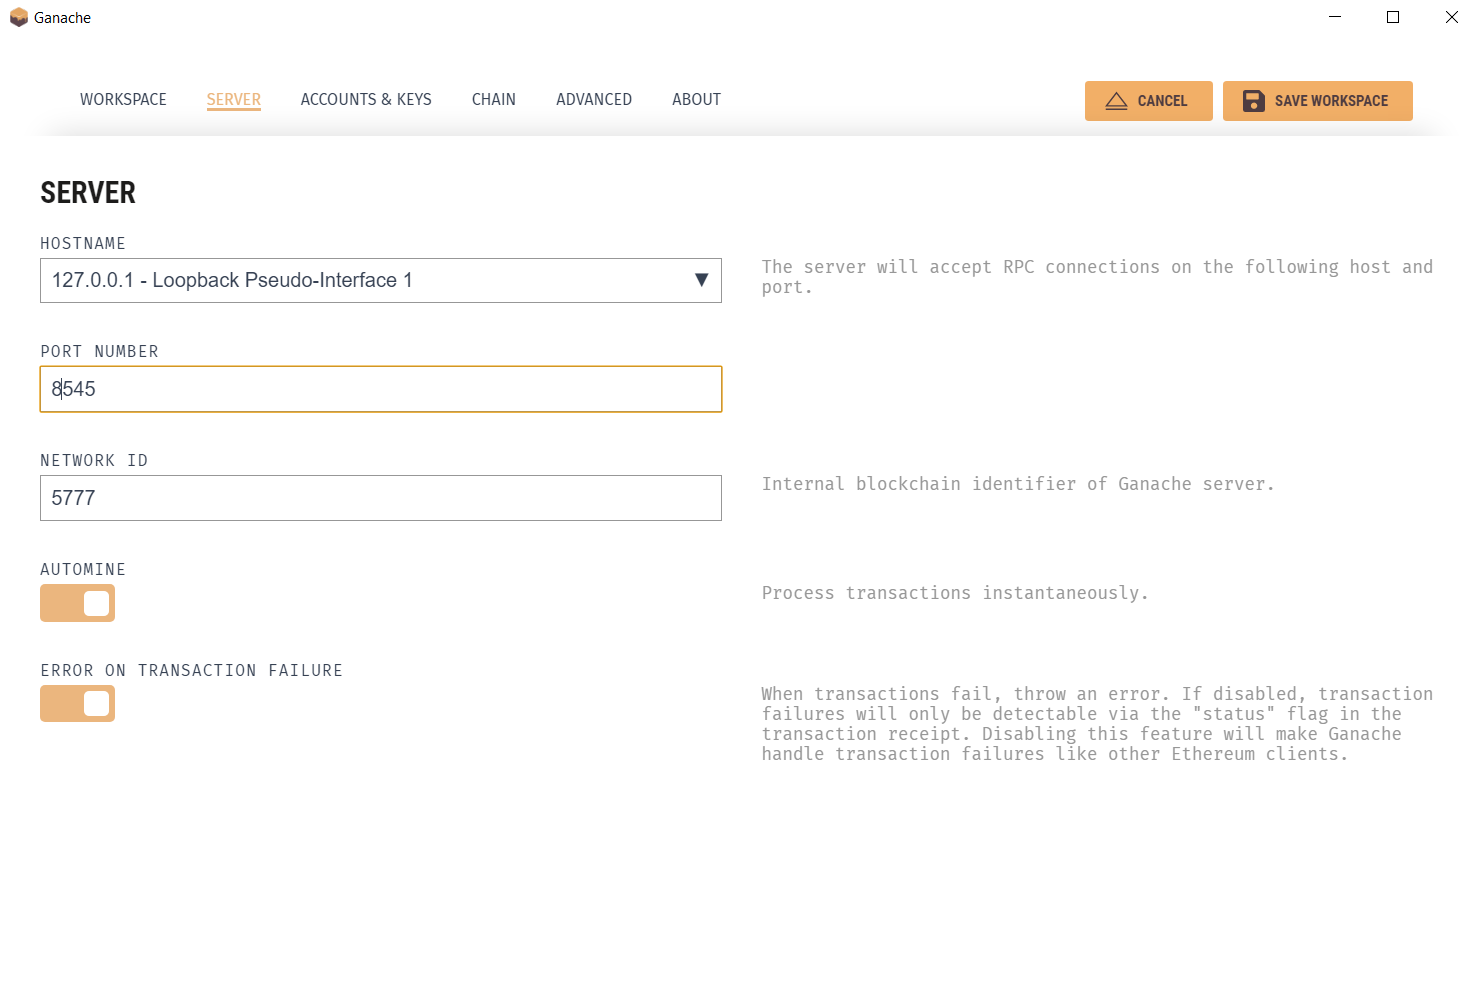 Ganache
WORKSPACE SERVER ACCOUNTS & KEYS CHAIN ADVANCED ABOUT CANCEL SAVE WORKSPACE
SERVER
HOSTNAME
127.0.0.1 - Loopback Pseudo-Interface 1
The server will accept RPC connections on the following host and
port.
PORT NUMBER
8545
NETWORK ID
5777
Internal blockchain identifier of Ganache server.
AUTOMINE
Process transactions instantaneously.
ERROR ON TRANSACTION FAILURE
When transactions fail, throw an error. If disabled, transaction
failures will only be detectable via the "status" flag in the
transaction receipt. Disabling this feature will make Ganache
handle transaction failures like other Ethereum clients.